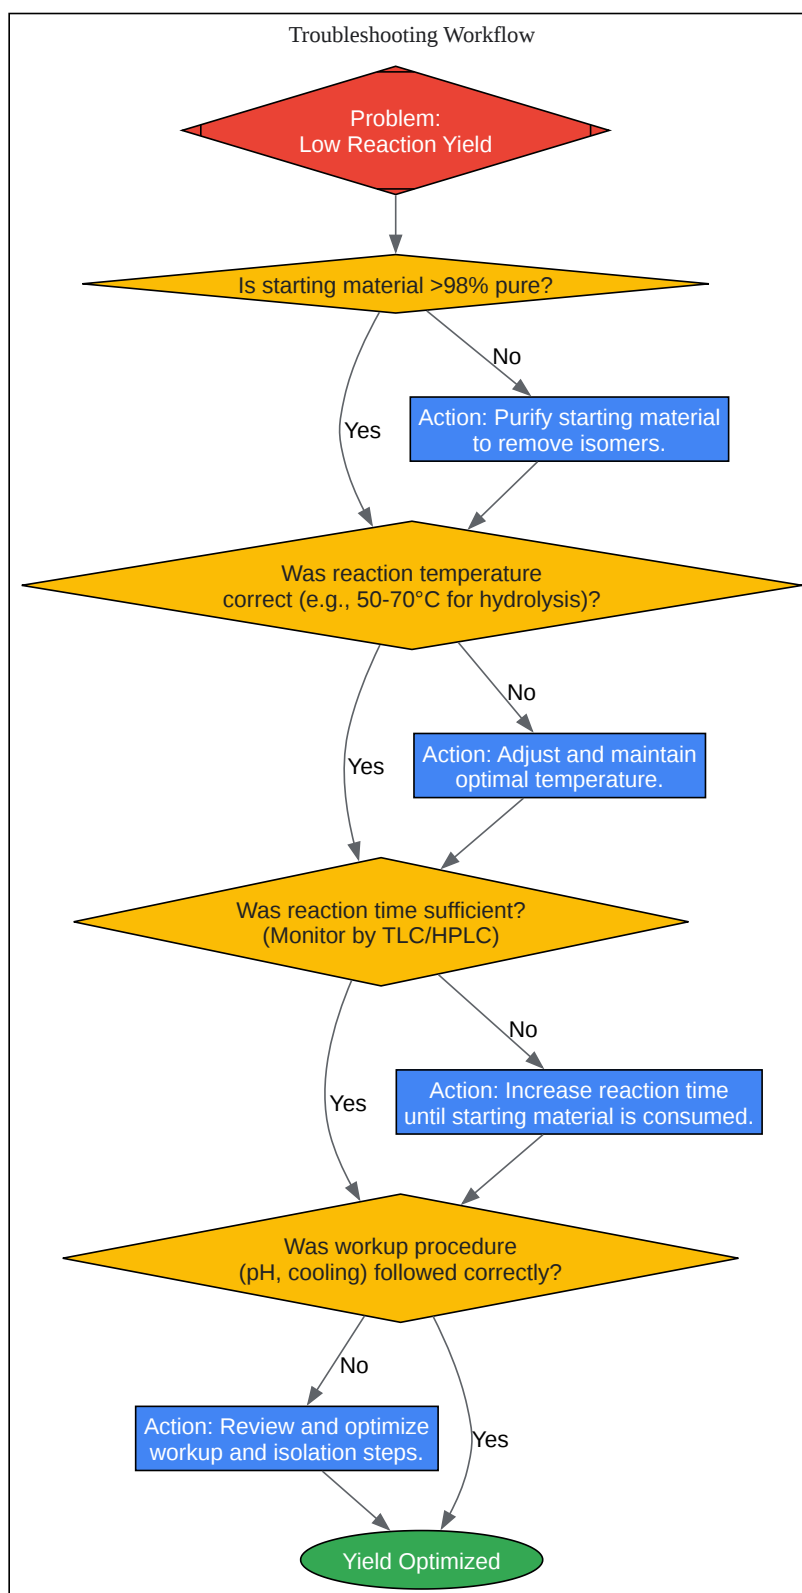 Troubleshooting Workflow
Problem:
Low Reaction Yield
Is starting material >98% pure?
No
Yes
Action: Purify starting material
to remove isomers.
Was reaction temperature
correct (e.g., 50-70°C for hydrolysis)?
No
Yes
Action: Adjust and maintain
optimal temperature.
Was reaction time sufficient?
(Monitor by TLC/HPLC)
No
Yes
Action: Increase reaction time
until starting material is consumed.
Was workup procedure
(pH, cooling) followed correctly?
No
Yes
Action: Review and optimize
workup and isolation steps.
Yield Optimized